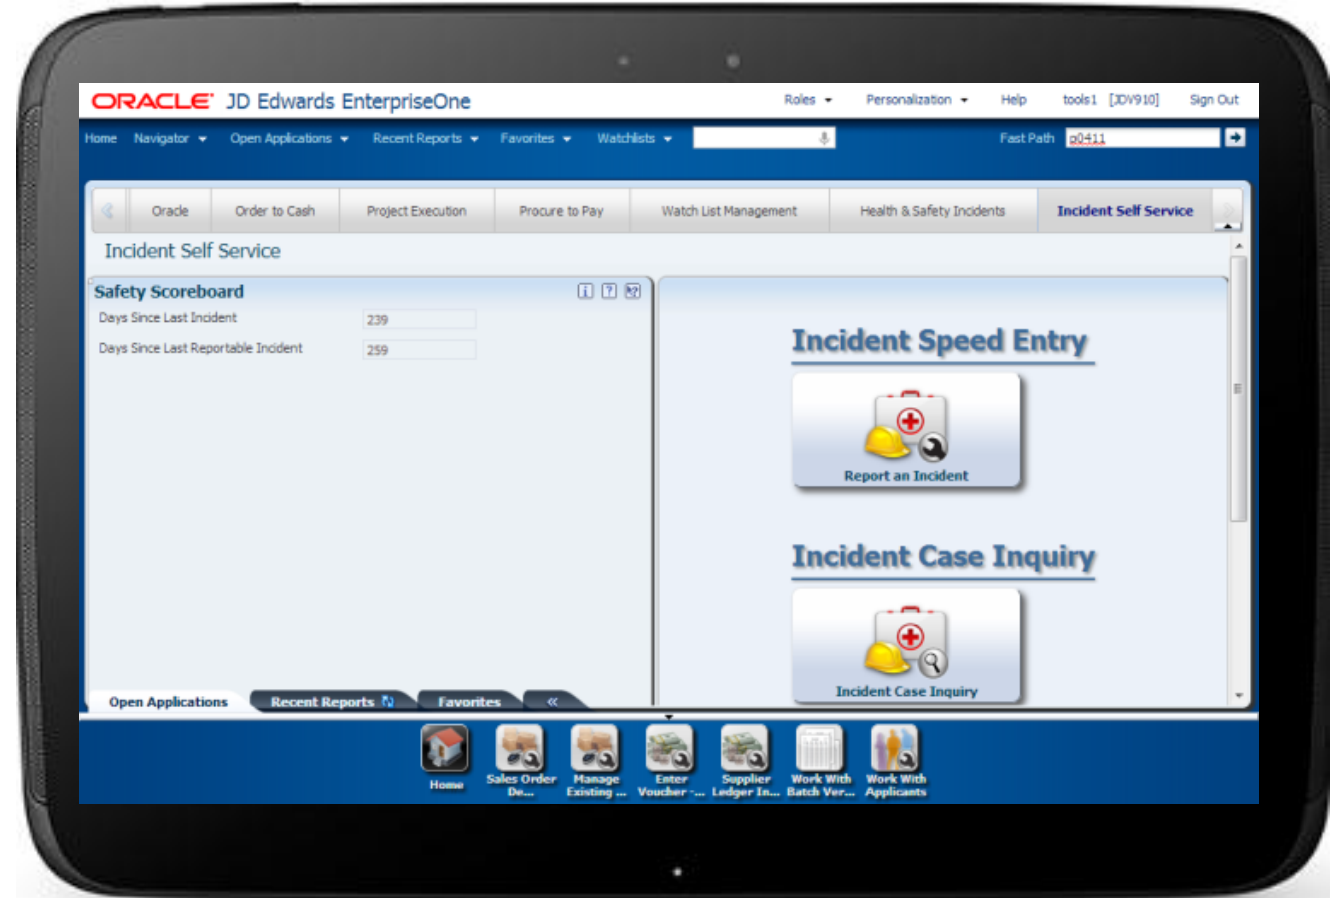 ORACLE JD Edwards EnterpriseOne
Roles Personalization Help tools1 [JDV910] Sign Out
Home Navigator Open Applications Recent Reports Favorites Watchlists Fast Path p0411
Oracle Order to Cash Project Execution Procure to Pay Watch List Management Health & Safety Incidents Incident Self Service
Incident Self Service
Safety Scoreboard
Days Since Last Incident 239
Days Since Last Reportable Incident 259
Incident Speed Entry
Report an Incident
Incident Case Inquiry
Incident Case Inquiry
Open Applications Recent Reports Favorites «
Home
Sales Order De...
Manage Existing ...
Enter Voucher -...
Supplier Ledger In...
Work With Batch Ver...
Work With Applicants